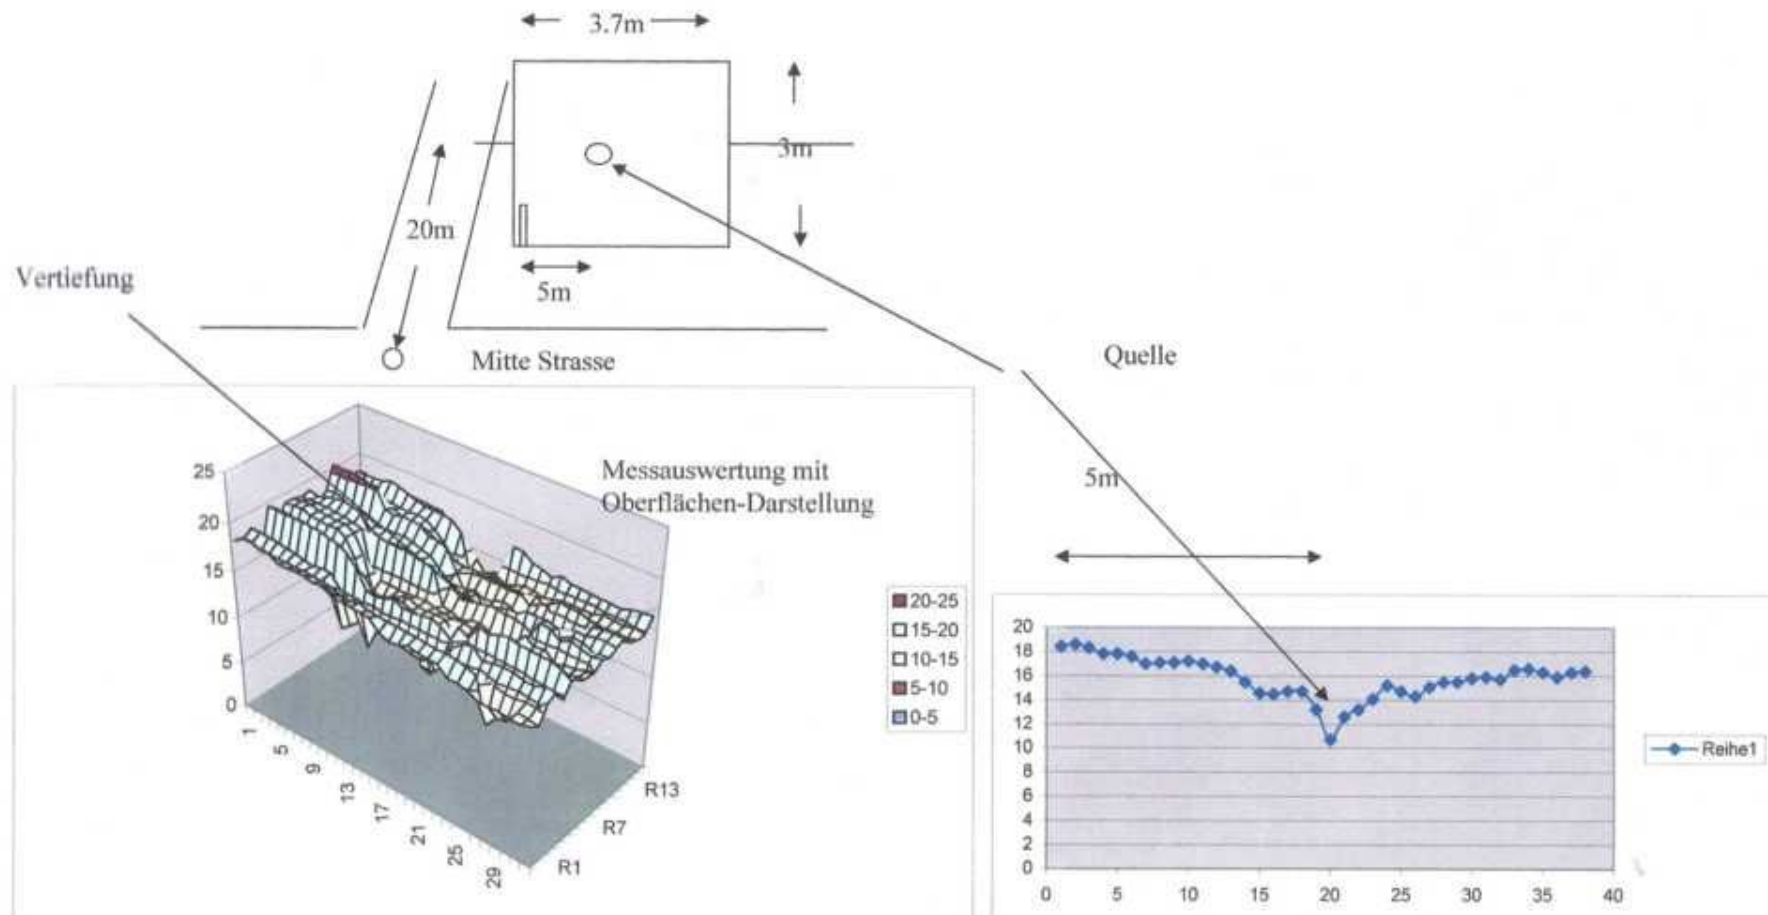 3.7m
3m
20m
5m
Vertiefung
Mitte Strasse
Quelle
Messauswertung mit
Oberflächen-Darstellung
5m
25
20
15
10
5
0
1
5
9
13
17
21
25
29
R1
R7
R13
20-25
15-20
10-15
5-10
0-5
20
18
16
14
12
10
8
6
4
2
0
0 5 10 15 20 25 30 35 40
Reihe1